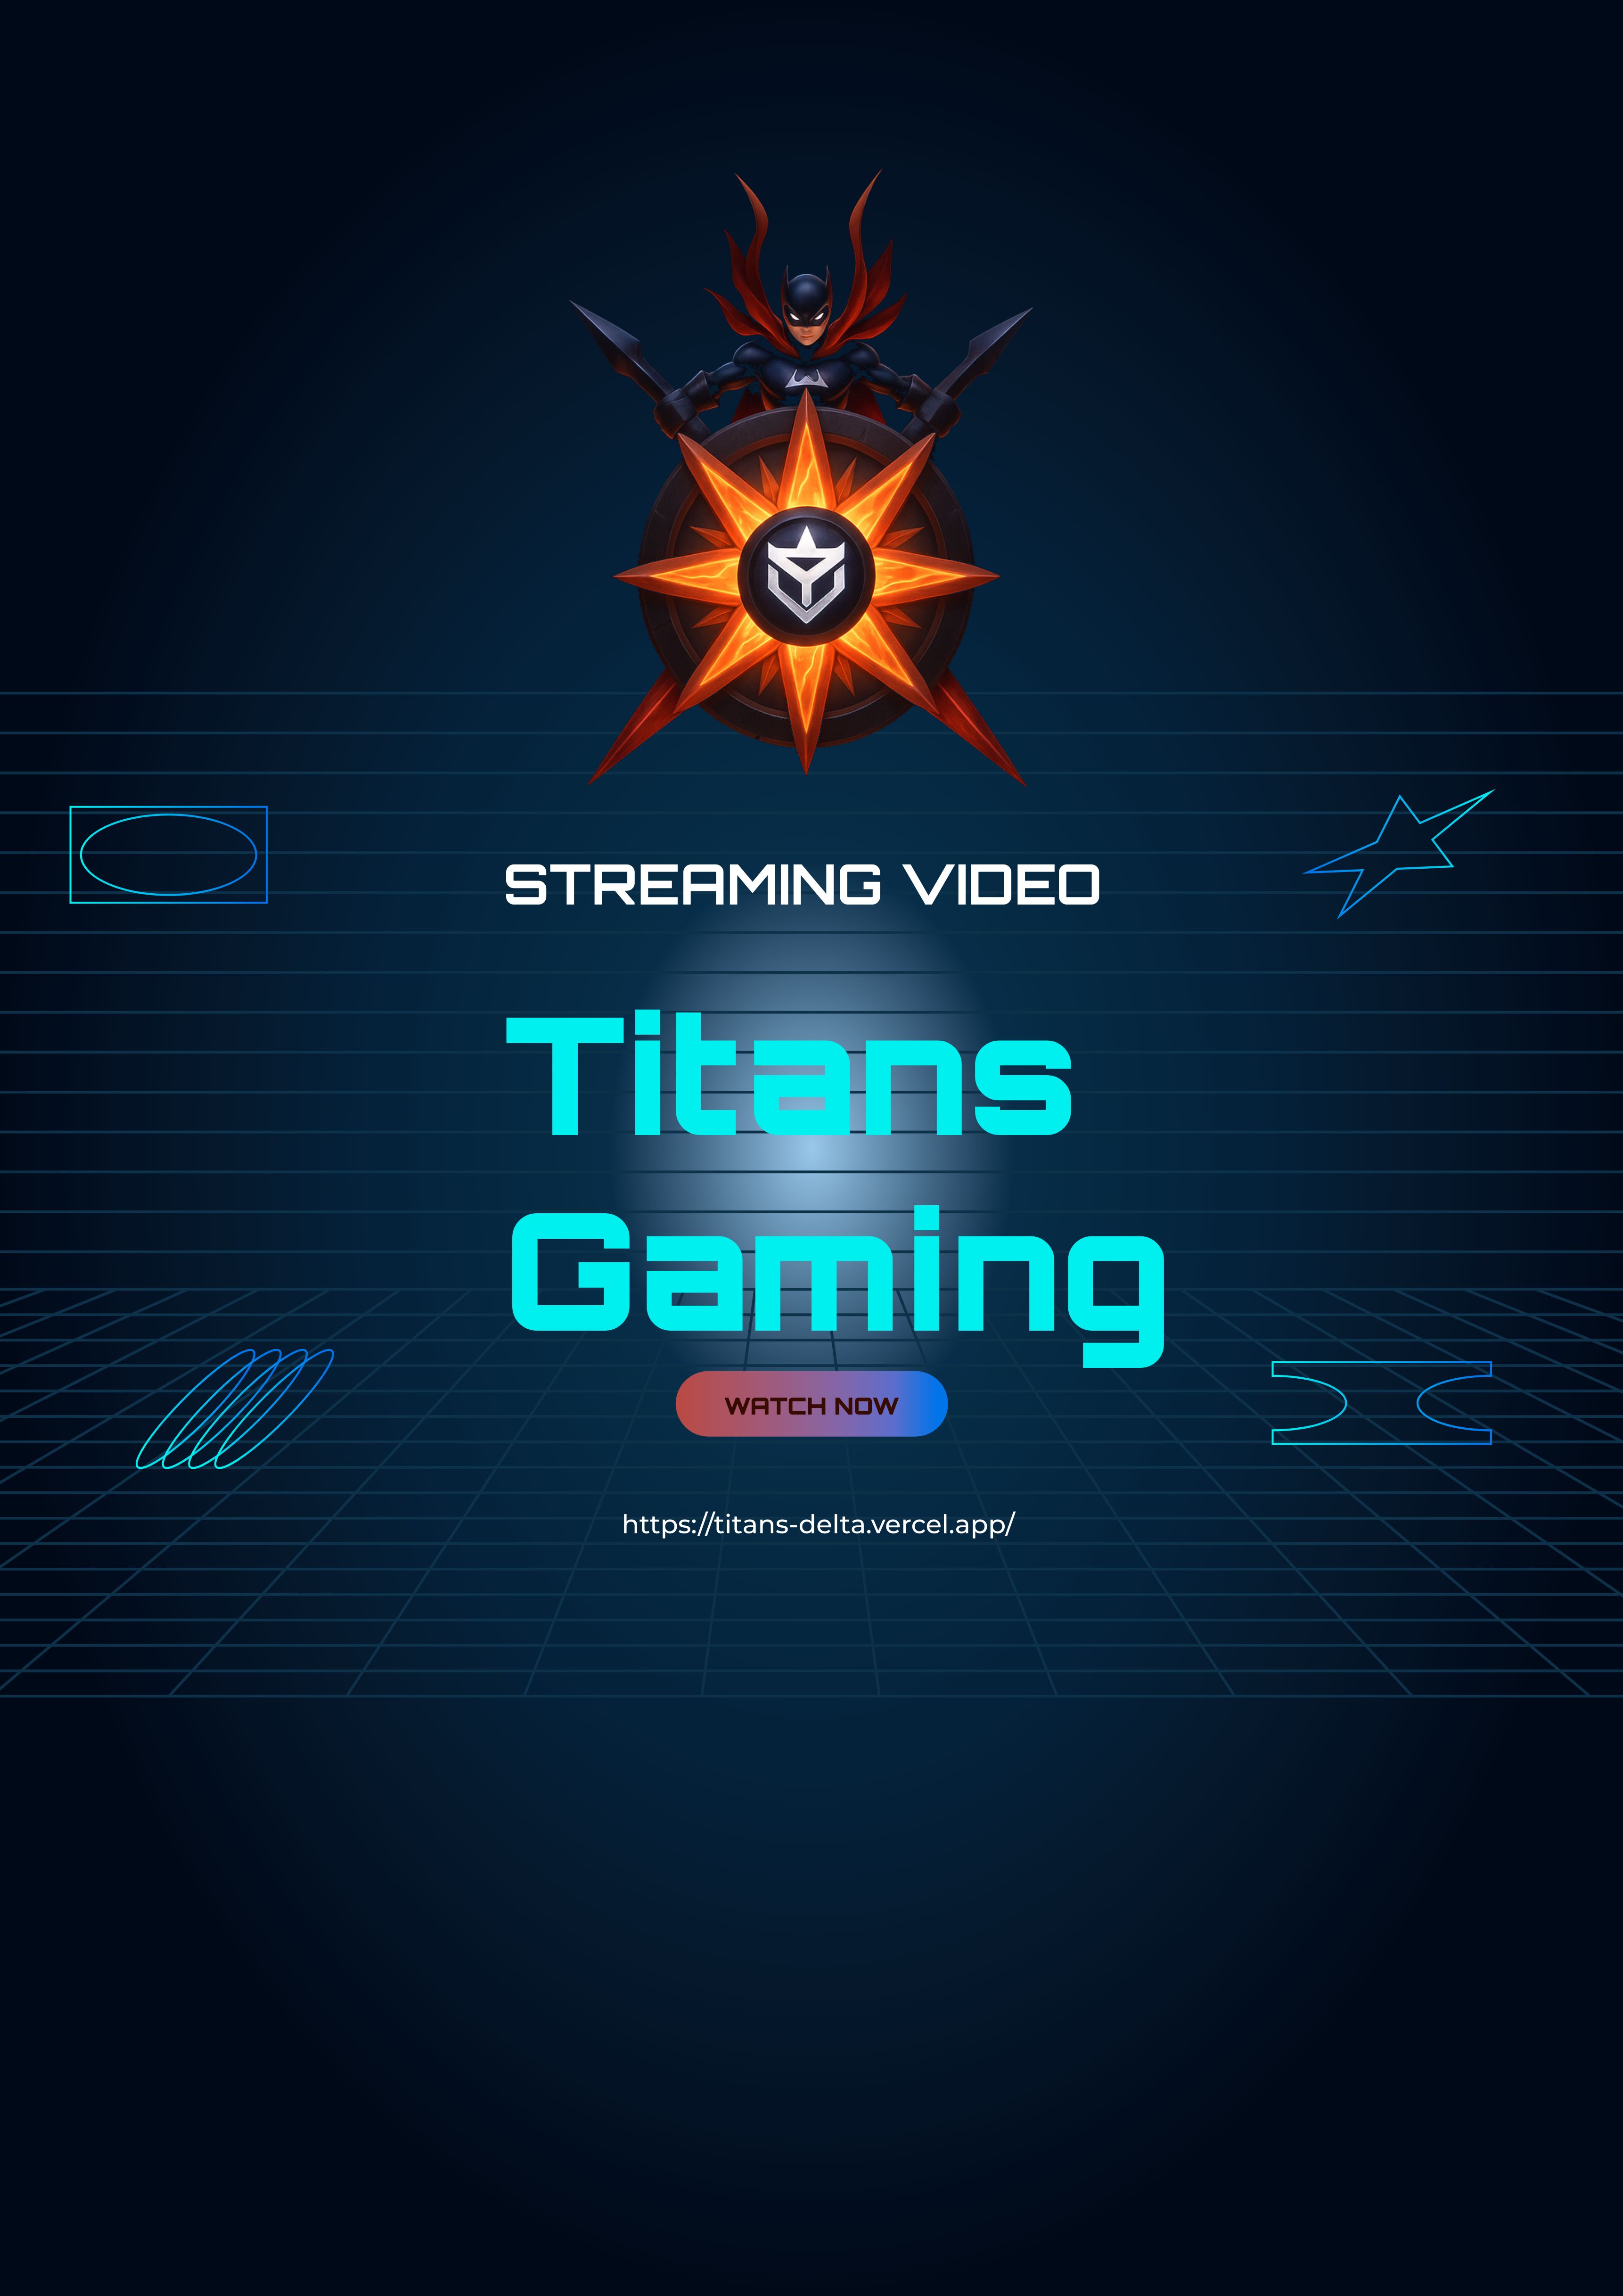 STREAMING VIDEO
Titans
Gaming
WATCH NOW
https://titans-delta.vercel.app/